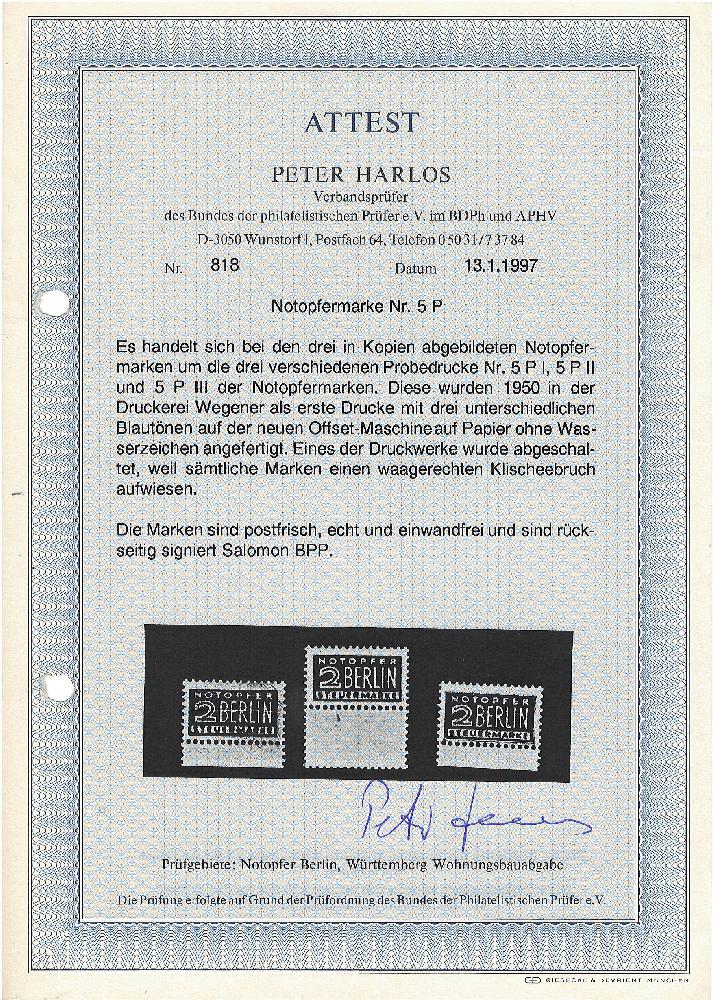 ATTEST
PETER HARLOS
Verbandsprüfer
des Bundes der philatelistischen Prüfer e.V. im BDPh und APHV
D-3050 Wunstorf 1, Postfach 64, Telefon 0 50 31/7 37 84
Nr. 818 Datum 13.1.1997
Notopfermarke Nr. 5 P
Es handelt sich bei den drei in Kopien abgebildeten Notopfer-
marken um die drei verschiedenen Probedrucke Nr. 5 P I, 5 P II
und 5 P III der Notopfermarken. Diese wurden 1950 in der
Druckerei Wegener als erste Drucke mit drei unterschiedlichen
Blautönen auf der neuen Offset-Maschine auf Papier ohne Was-
serzeichen angefertigt. Eines der Druckwerke wurde abgeschal-
tet, weil sämtliche Marken einen waagerechten Klischeebruch
aufwiesen.
Die Marken sind postfrisch, echt und einwandfrei und sind rück-
seitig signiert Salomon BPP.
NOTOPFER
2 BERLIN
STEUERMARKE
NOTOPFER
2 BERLIN
STEUERMARKE
NOTOPFER
2 BERLIN
STEUERMARKE
Prüfgebiete: Notopfer Berlin, Württemberg Wohnungsbauabgabe
Die Prüfung erfolgte auf Grund der Prüfordnung des Bundes der Philatelistischen Prüfer e.V.
GIESECKE & DEVRIENT MÜNCHEN